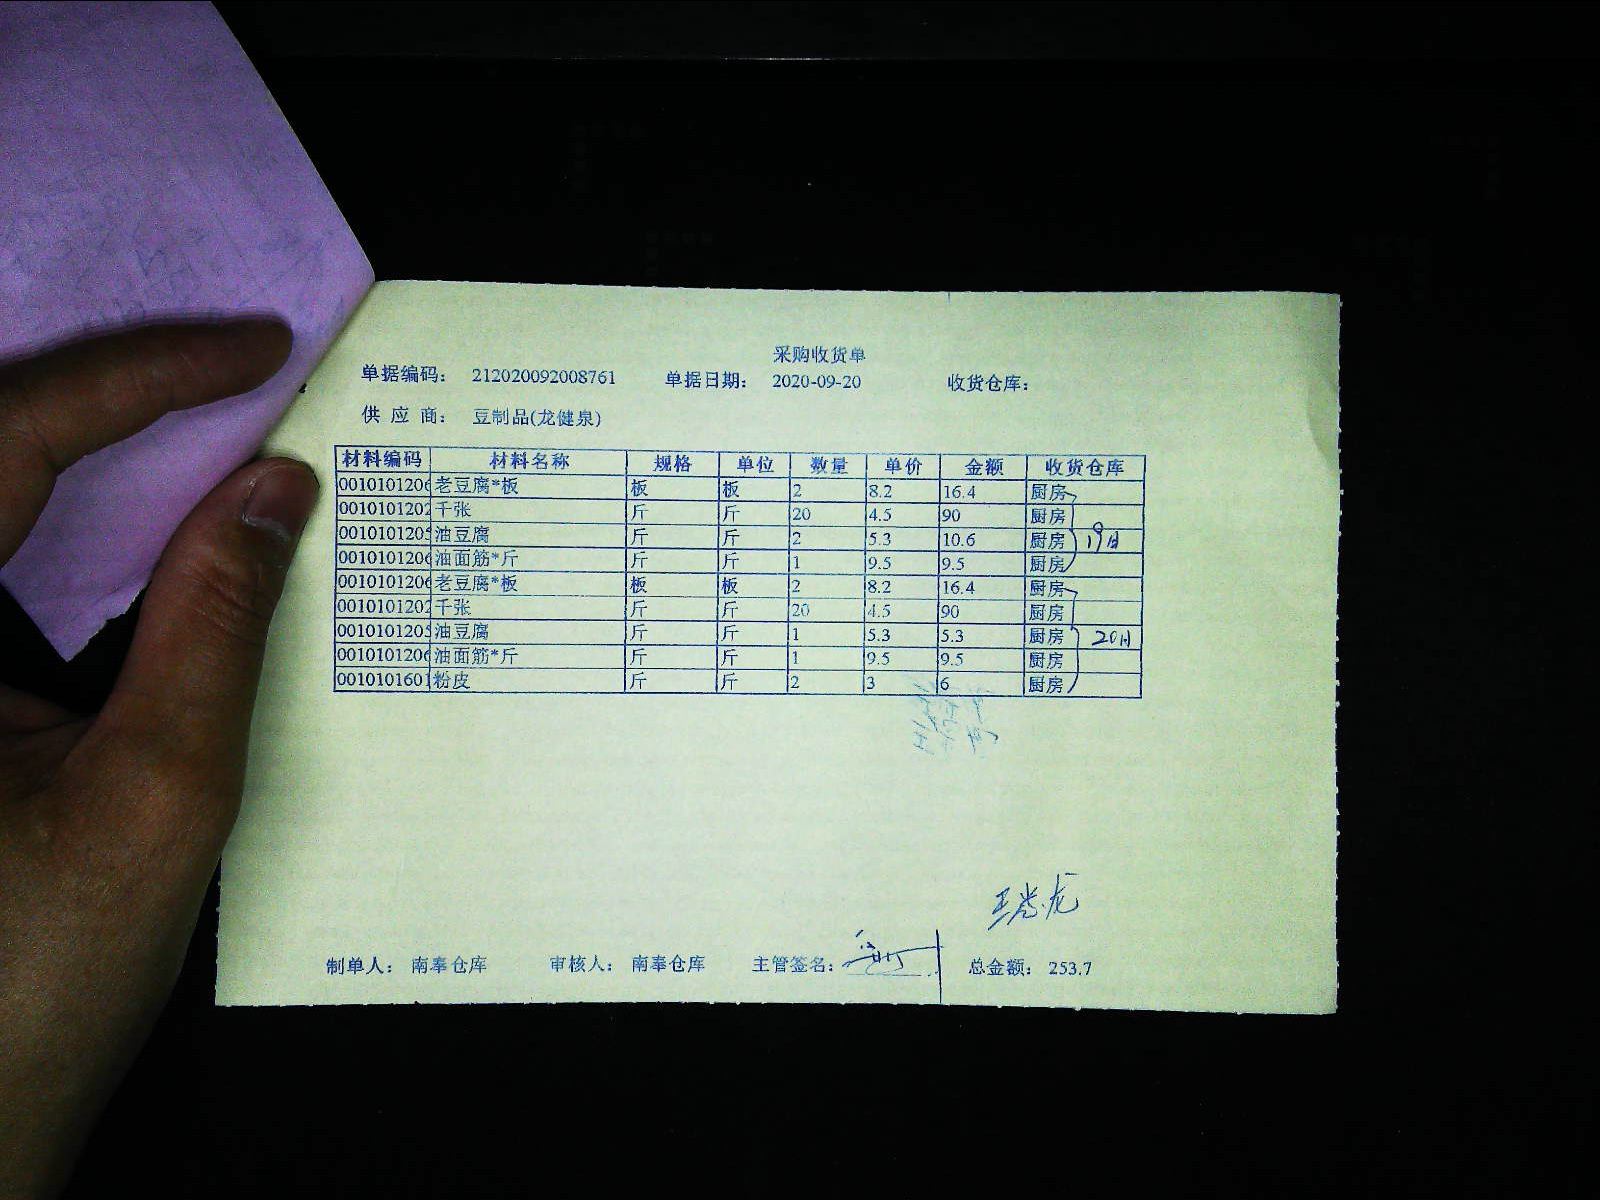 采购收货单
单据编码： 212020092008761 单据日期： 2020-09-20 收货仓库：
供 应 商： 豆制品(龙健泉)
材料编码 材料名称 规格 单位 数量 单价 金额 收货仓库
0010101206 老豆腐*板 板 板 2 8.2 16.4 厨房
0010101202 千张 斤 斤 20 4.5 90 厨房
0010101205 油豆腐 斤 斤 2 5.3 10.6 厨房 19日
0010101206 油面筋*斤 斤 斤 1 9.5 9.5 厨房
0010101206 老豆腐*板 板 板 2 8.2 16.4 厨房
0010101202 千张 斤 斤 20 4.5 90 厨房
0010101205 油豆腐 斤 斤 1 5.3 5.3 厨房 20日
0010101206 油面筋*斤 斤 斤 1 9.5 9.5 厨房
0010101601 粉皮 斤 斤 2 3 6 厨房
制单人： 南奉仓库 审核人： 南奉仓库 主管签名： 总金额： 253.7